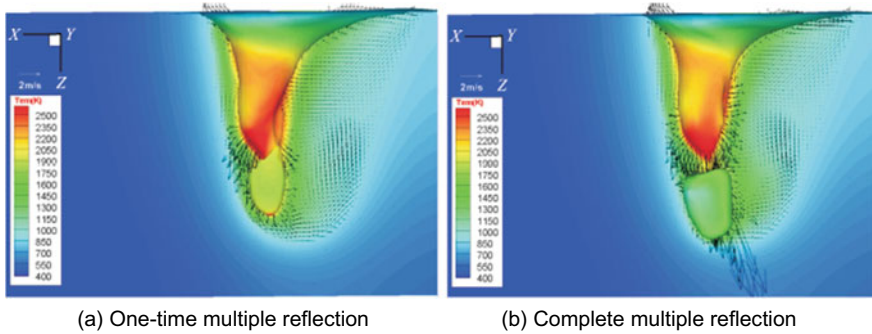 X
Y
Z
2m/s
Tem(K)
2500
2350
2200
2050
1900
1750
1600
1450
1300
1150
1000
850
700
550
400
(a) One-time multiple reflection
X
Y
Z
2m/s
Tem(K)
2500
2350
2200
2050
1900
1750
1600
1450
1300
1150
1000
850
700
550
400
(b) Complete multiple reflection